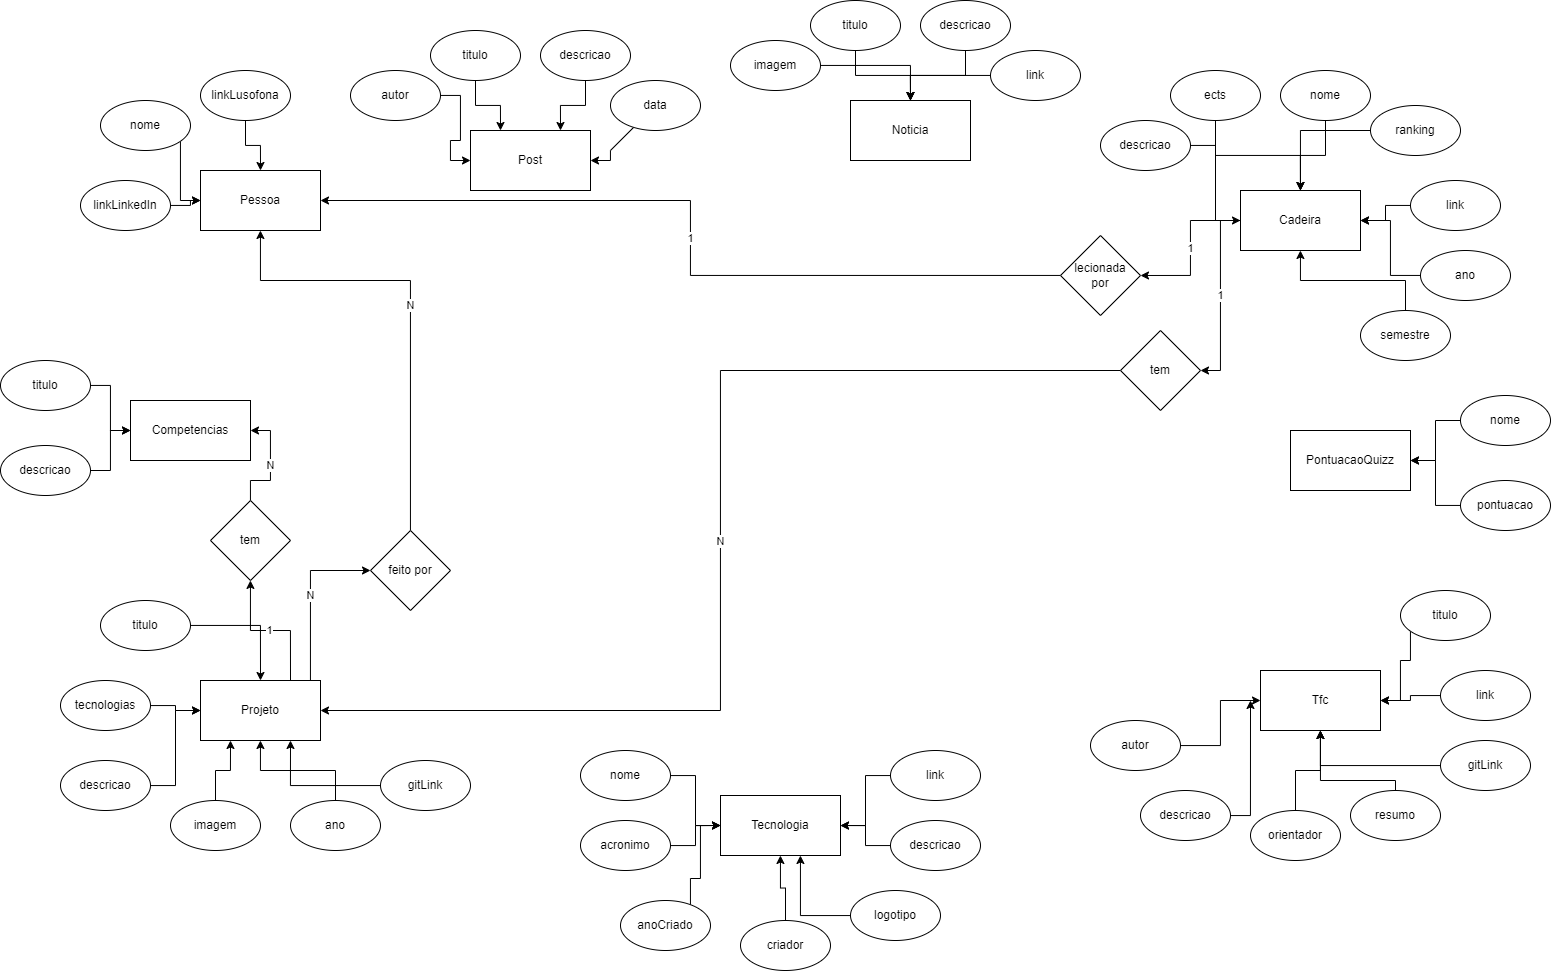 titulo
descricao
imagem
link
Noticia
titulo
descricao
autor
data
Post
linkLusofona
nome
linkLinkedIn
Pessoa
ects
nome
descricao
ranking
Cadeira
link
ano
semestre
1
1
lecionada
por
1
tem
N
N
titulo
descricao
Competencias
N
tem
feito por
N
1
nome
PontuacaoQuizz
pontuacao
titulo
tecnologias
Projeto
descricao
imagem
ano
gitLink
titulo
Tfc
link
autor
gitLink
descricao
orientador
resumo
nome
link
Tecnologia
acronimo
descricao
anoCriado
criador
logotipo